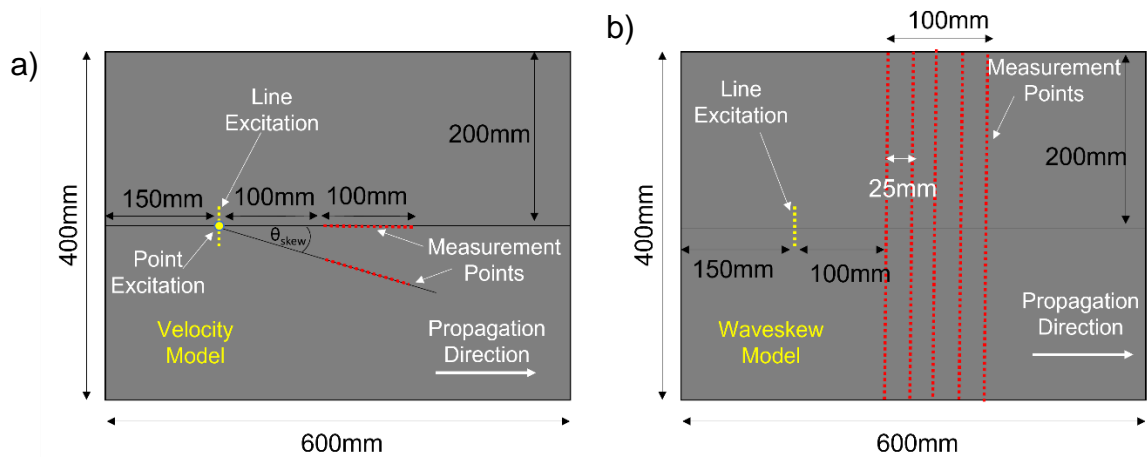 a)
Line
Excitation
200mm
150mm
100mm
100mm
400mm
θskew
Point
Excitation
Measurement
Points
Velocity
Model
Propagation
Direction
600mm
b)
100mm
Measurement
Points
Line
Excitation
25mm
200mm
400mm
150mm
100mm
Waveskew
Model
Propagation
Direction
600mm